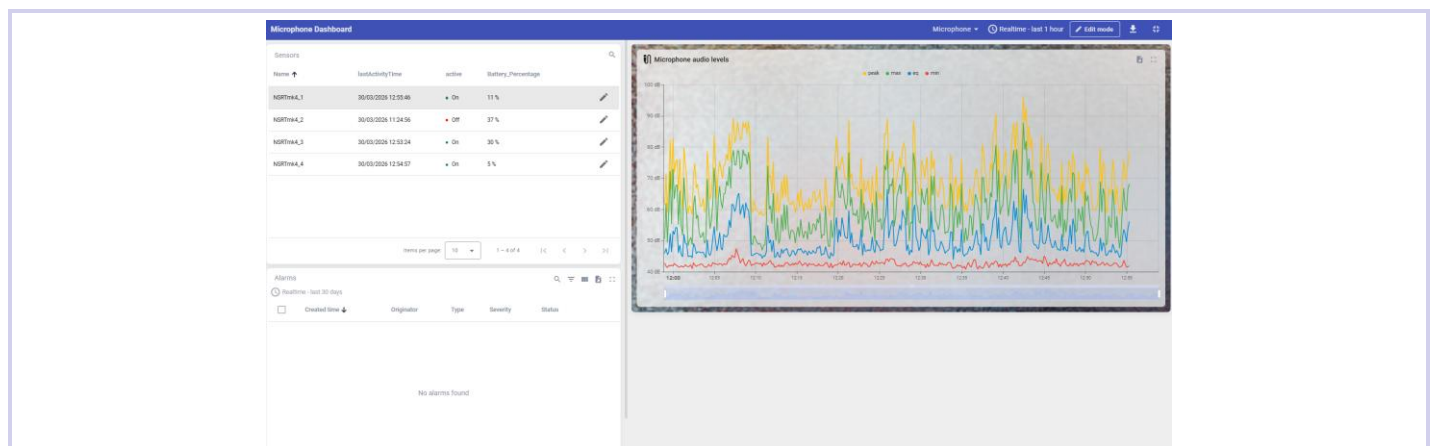 Microphone Dashboard
Microphone
Realtime - last 1 hour
Edit mode
Sensors
Name lastActivityTime active Battery_Percentage
NSRTmk4_1 30/03/2026 12:55:46 On 11 %
NSRTmk4_2 30/03/2026 11:24:56 Off 37 %
NSRTmk4_3 30/03/2026 12:53:24 On 30 %
NSRTmk4_4 30/03/2026 12:54:57 On 5 %
Items per page 10 1 – 4 of 4
Alarms
Realtime - last 30 days
Created time Originator Type Severity Status
No alarms found
Microphone audio levels
peak max eq min
100 dB
90 dB
80 dB
70 dB
60 dB
50 dB
40 dB
12:00 12:05 12:10 12:15 12:20 12:25 12:30 12:35 12:40 12:45 12:50 12:55